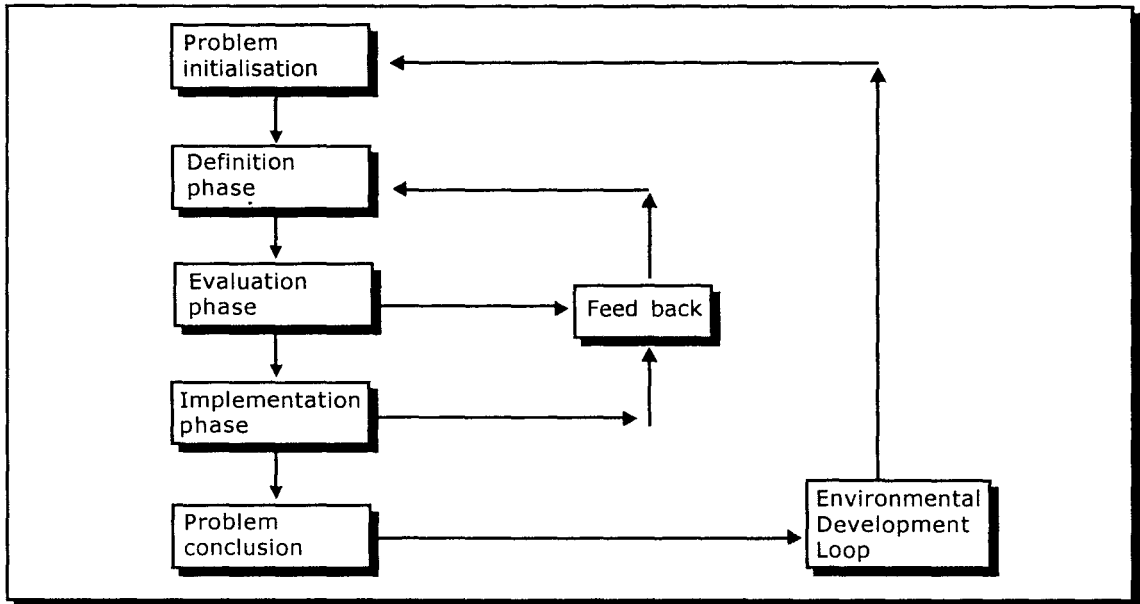 Problem
initialisation
Definition
phase
Evaluation
phase
Feed back
Implementation
phase
Problem
conclusion
Environmental
Development
Loop